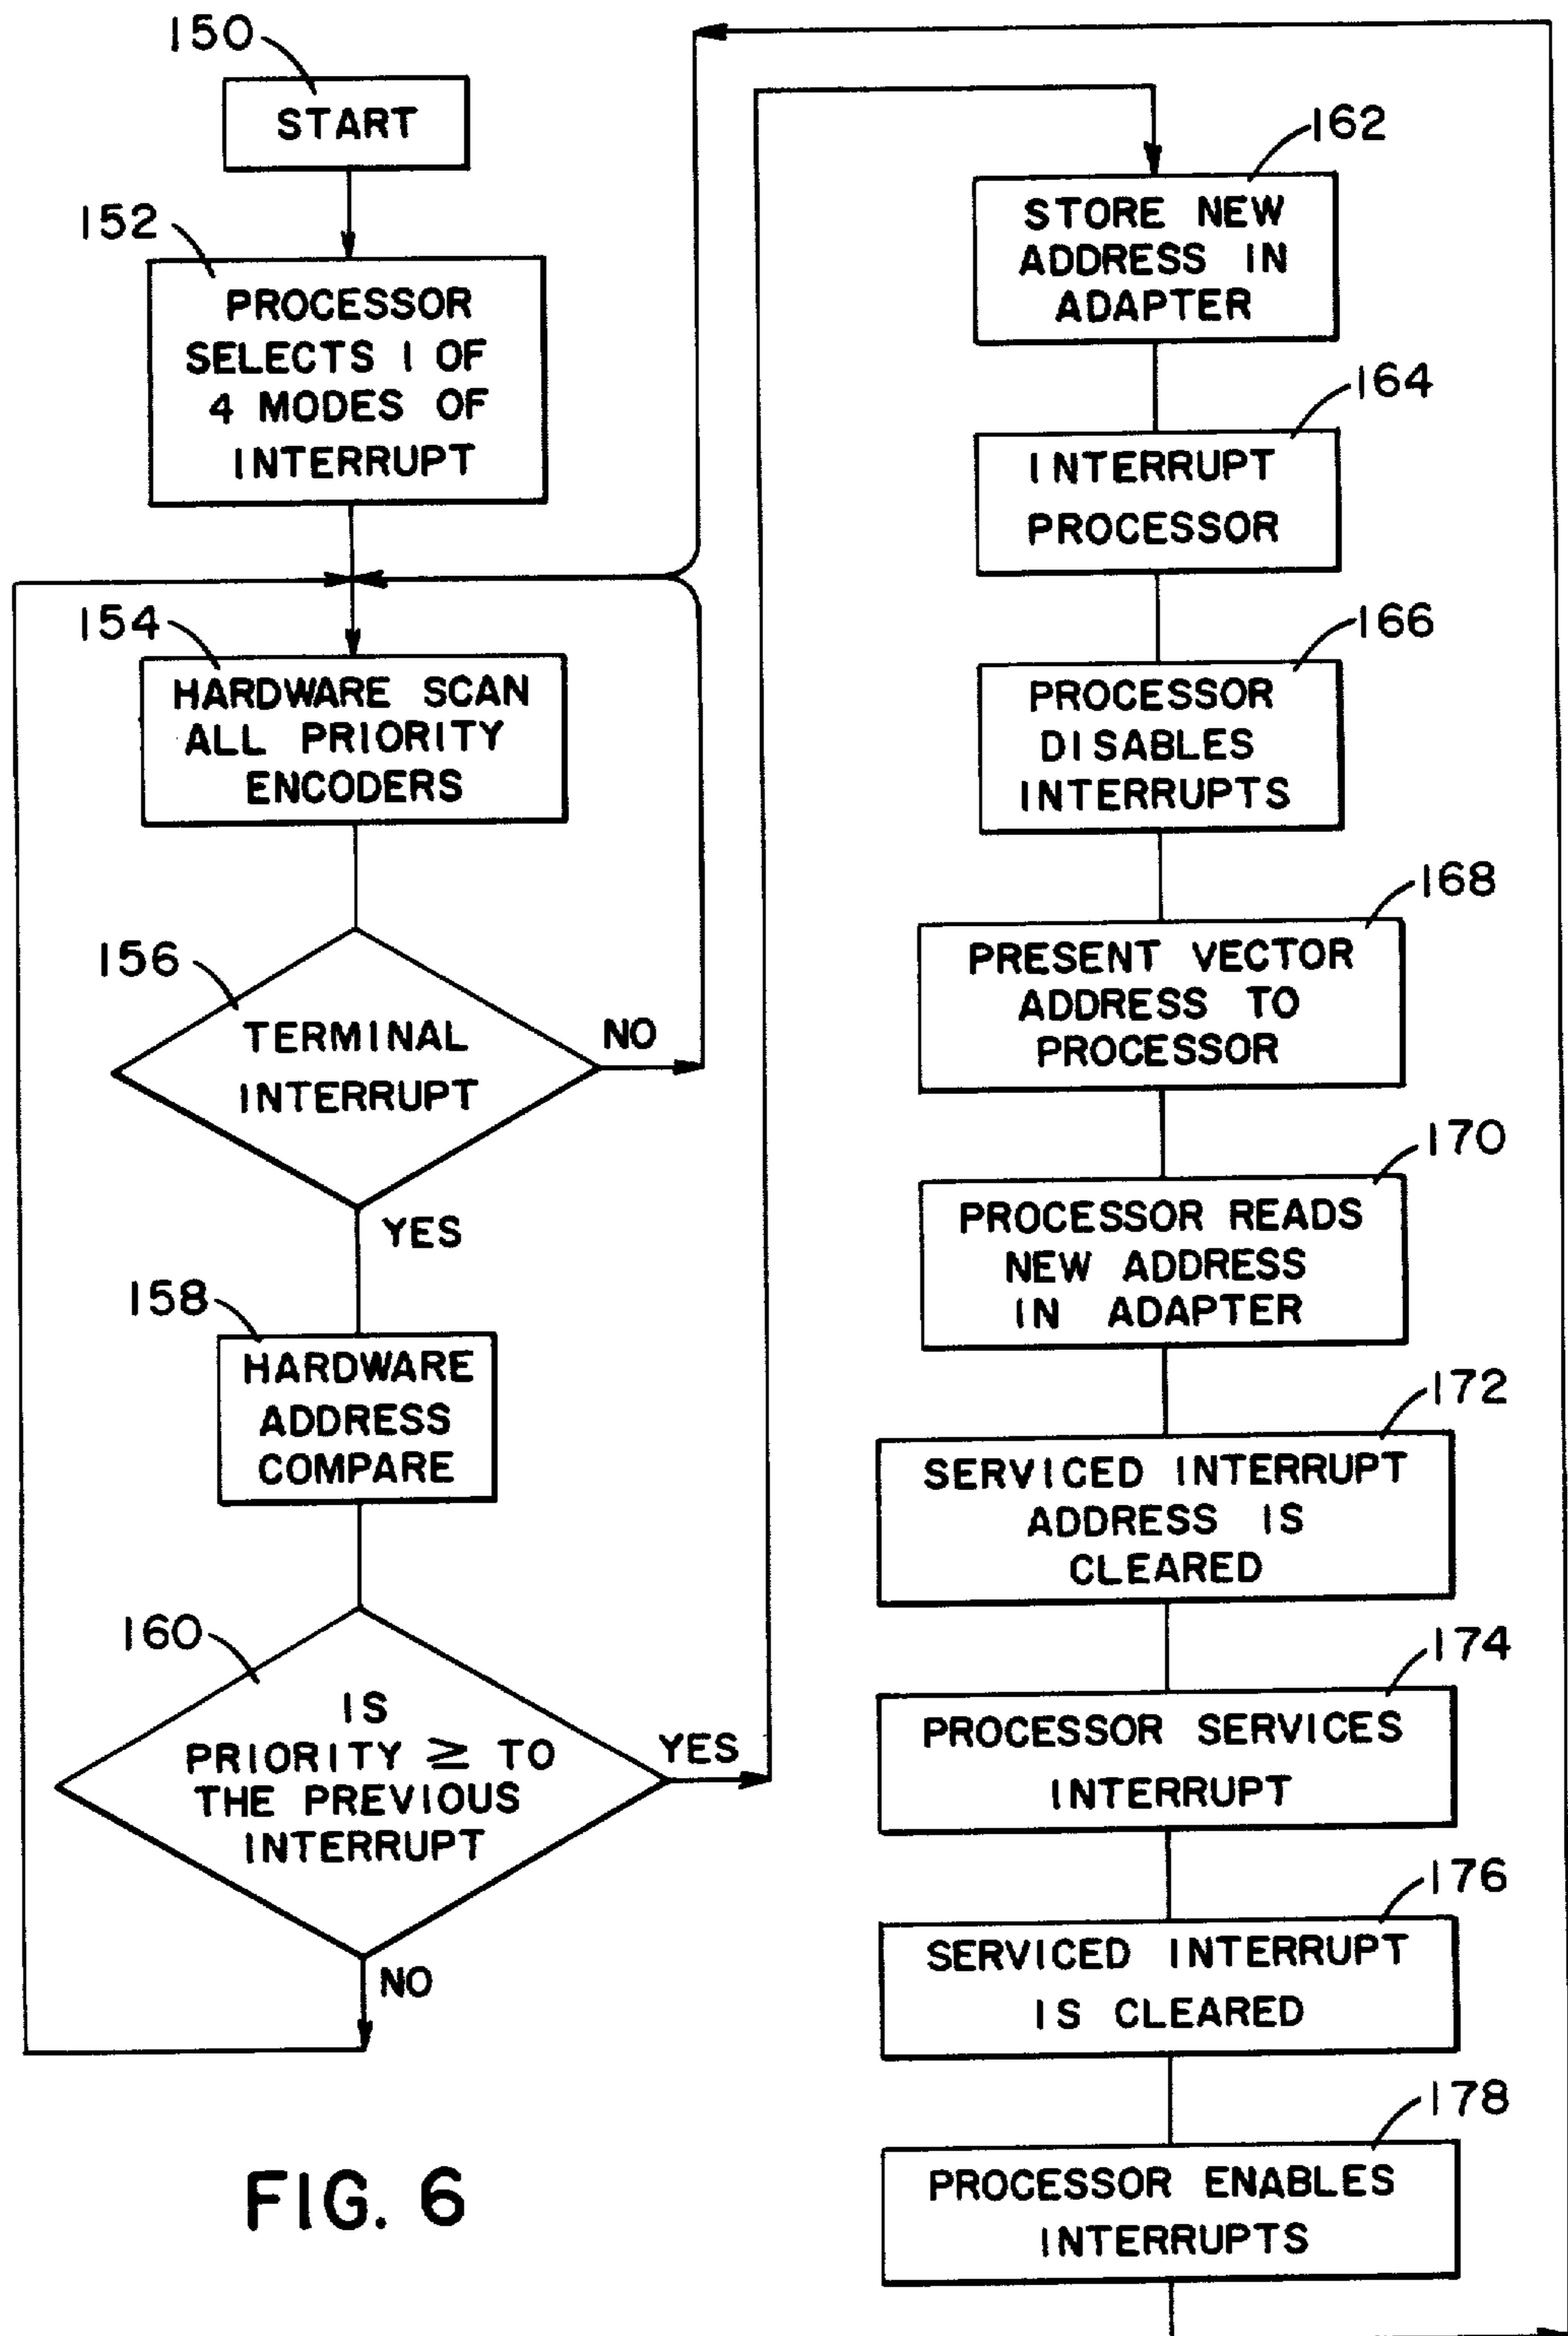 150
START
152
PROCESSOR
SELECTS 1 OF
4 MODES OF
INTERRUPT
154
HARDWARE SCAN
ALL PRIORITY
ENCODERS
156
TERMINAL
INTERRUPT
NO
YES
158
HARDWARE
ADDRESS
COMPARE
160
IS
PRIORITY ≥ TO
THE PREVIOUS
INTERRUPT
YES
NO
162
STORE NEW
ADDRESS IN
ADAPTER
164
INTERRUPT
PROCESSOR
166
PROCESSOR
DISABLES
INTERRUPTS
168
PRESENT VECTOR
ADDRESS TO
PROCESSOR
170
PROCESSOR READS
NEW ADDRESS
IN ADAPTER
172
SERVICED INTERRUPT
ADDRESS IS
CLEARED
174
PROCESSOR SERVICES
INTERRUPT
176
SERVICED INTERRUPT
IS CLEARED
178
PROCESSOR ENABLES
INTERRUPTS
FIG. 6